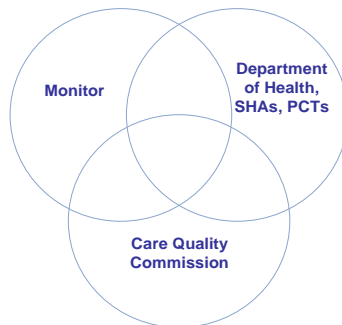 Monitor
Department
of Health,
SHAs, PCTs
Care Quality
Commission